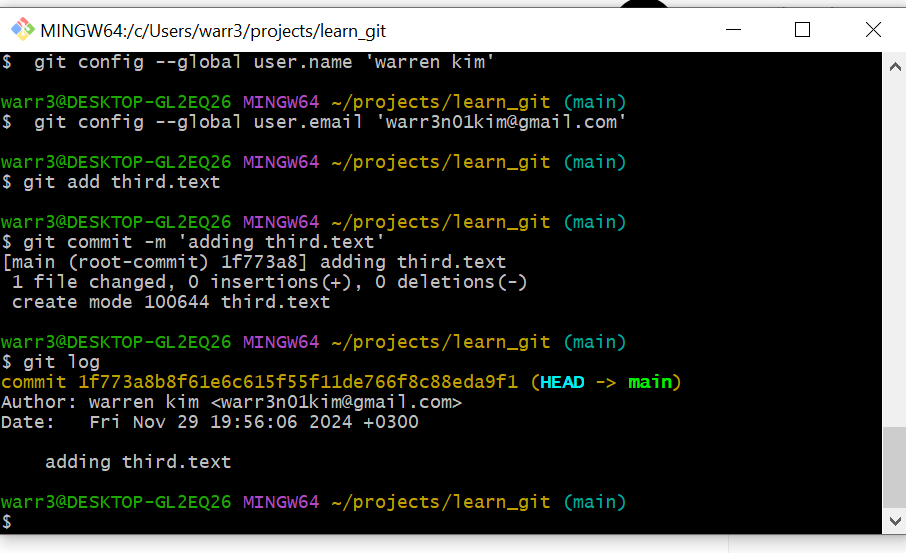 MINGW64:/c/Users/warr3/projects/learn_git
$  git config --global user.name 'warren kim'
warr3@DESKTOP-GL2EQ26 MINGW64 ~/projects/learn_git (main)
$  git config --global user.email 'warr3n01kim@gmail.com'
warr3@DESKTOP-GL2EQ26 MINGW64 ~/projects/learn_git (main)
$ git add third.text
warr3@DESKTOP-GL2EQ26 MINGW64 ~/projects/learn_git (main)
$ git commit -m 'adding third.text'
[main (root-commit) 1f773a8] adding third.text
 1 file changed, 0 insertions(+), 0 deletions(-)
 create mode 100644 third.text
warr3@DESKTOP-GL2EQ26 MINGW64 ~/projects/learn_git (main)
$ git log
commit 1f773a8b8f61e6c615f55f11de766f8c88eda9f1 (HEAD -> main)
Author: warren kim <warr3n01kim@gmail.com>
Date:   Fri Nov 29 19:56:06 2024 +0300
    adding third.text
warr3@DESKTOP-GL2EQ26 MINGW64 ~/projects/learn_git (main)
$